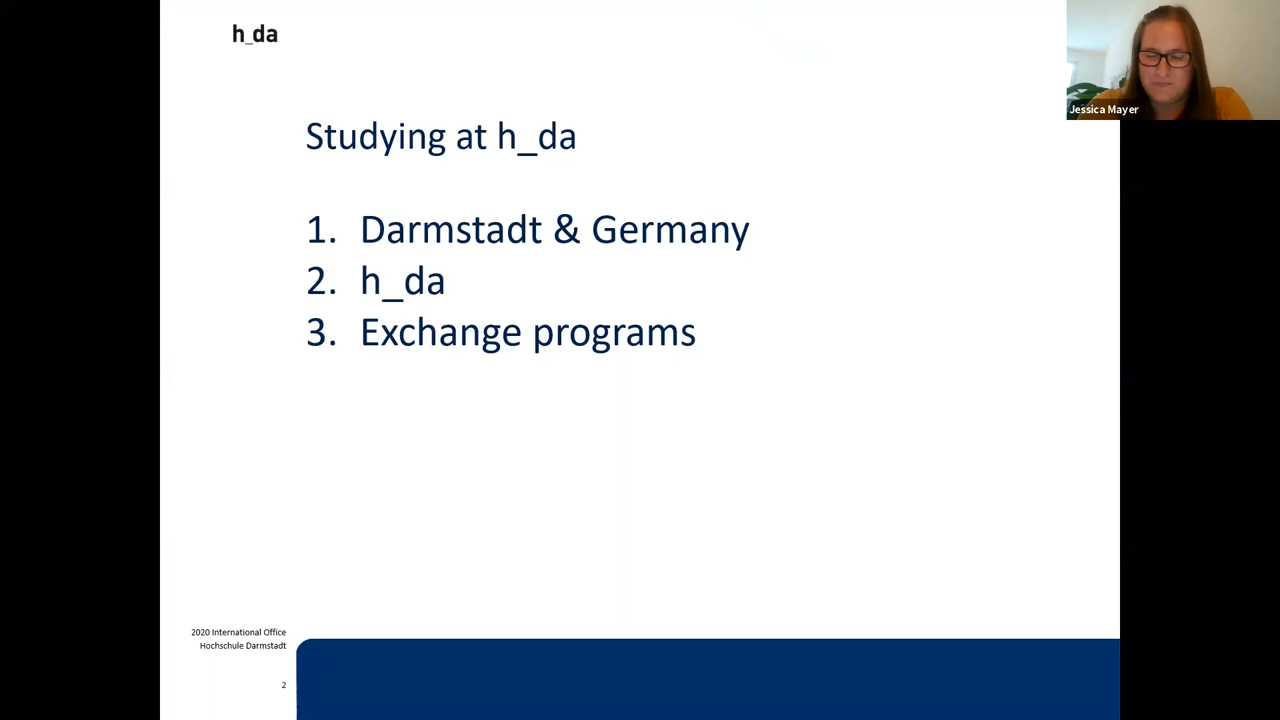 h_da
Jessica Mayer
Studying at h_da
1. Darmstadt & Germany
2. h_da
3. Exchange programs
2020 International Office
Hochschule Darmstadt
2